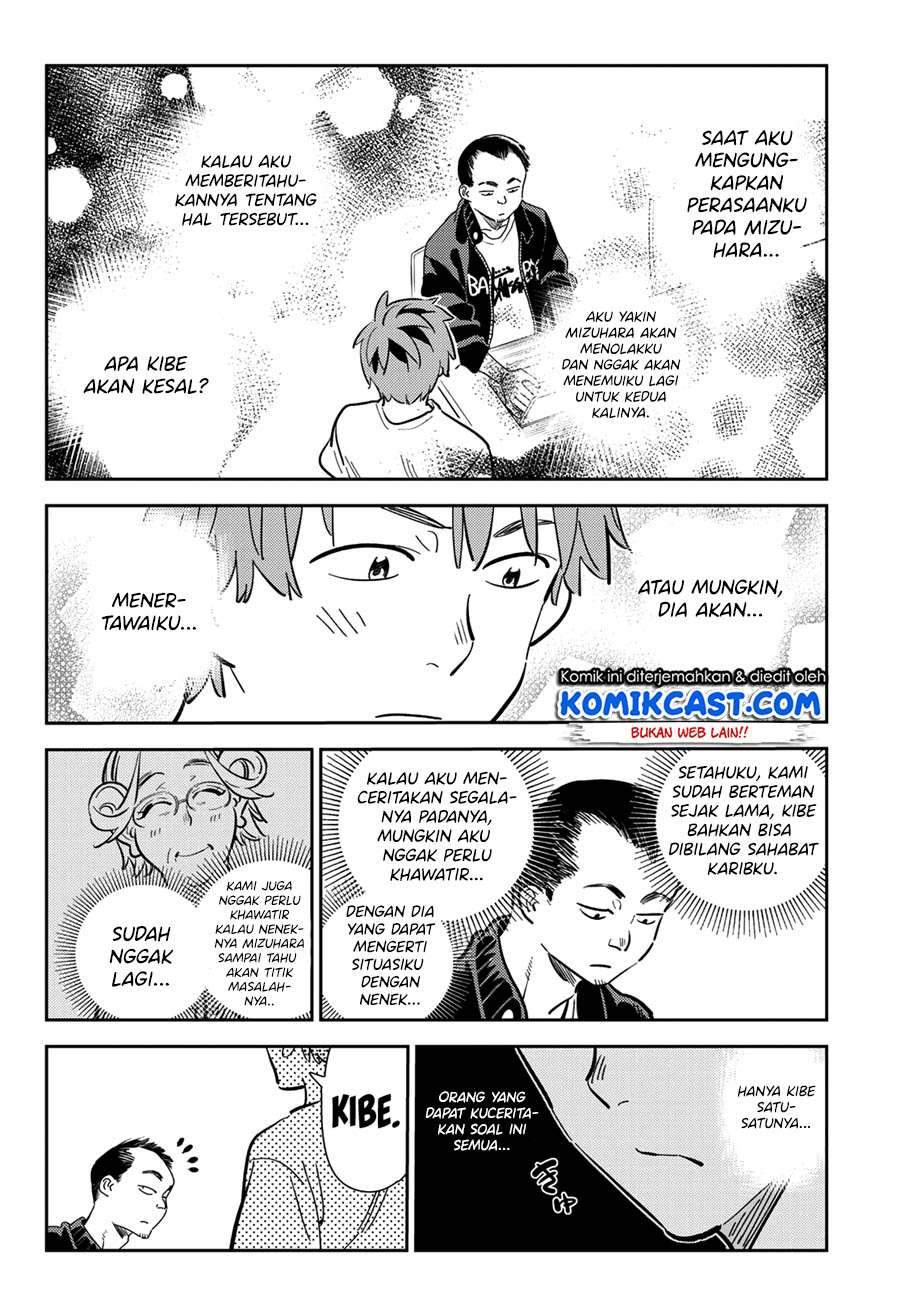 SAAT AKU
MENGUNG-
KAPKAN
PERASAANKU
PADA MIZU-
HARA...
AKU YAKIN
MIZUHARA AKAN
MENOLAKKU
DAN NGGAK AKAN
MENEMUIKU LAGI
UNTUK KEDUA
KALINYA.
KALAU AKU
MEMBERITAHU-
KANNYA TENTANG
HAL TERSEBUT...
APA KIBE
AKAN KESAL?
ATAU MUNGKIN,
DIA AKAN...
MENER-
TAWAIKU...
Komik ini diterjemahkan & diedit oleh
KOMIKCAST.COM
BUKAN WEB LAIN!!
SETAHUKU, KAMI
SUDAH BERTEMAN
SEJAK LAMA, KIBE
BAHKAN BISA
DIBILANG SAHABAT
KARIBKU.
KALAU AKU MEN-
CERITAKAN SEGALA-
NYA PADANYA,
MUNGKIN AKU
NGGAK PERLU
KHAWATIR...
DENGAN DIA
YANG DAPAT
MENGERTI
SITUASIKU
DENGAN
NENEK...
KAMI JUGA
NGGAK PERLU
KHAWATIR
KALAU NENEK-
NYA MIZUHARA
SAMPAI TAHU
AKAN TITIK
MASALAH-
NYA..
SUDAH
NGGAK
LAGI...
HANYA KIBE
SATU-
SATUNYA...
ORANG YANG
DAPAT KUCERITA-
KAN SOAL INI
SEMUA...
KIBE.